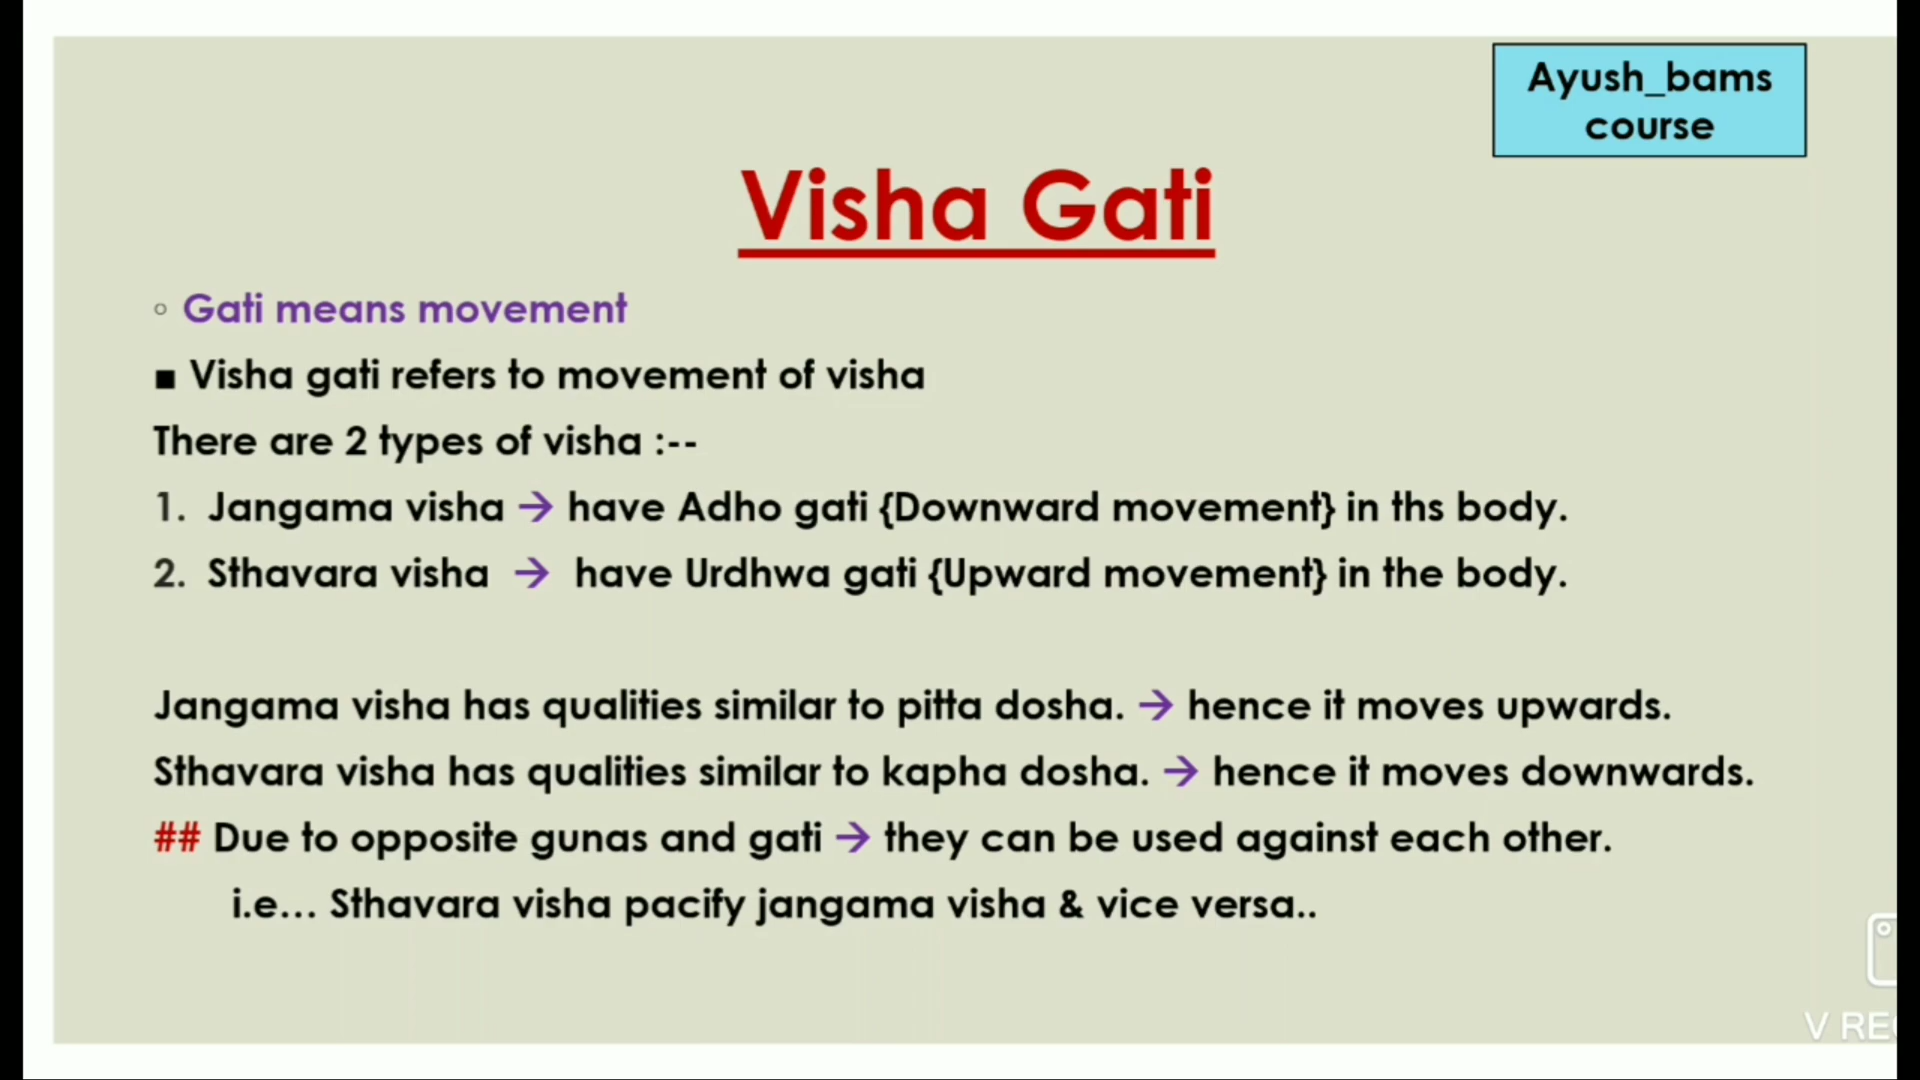 Ayush_bams
course
Visha Gati
◦ Gati means movement
■ Visha gati refers to movement of visha
There are 2 types of visha :--
1. Jangama visha → have Adho gati {Downward movement} in ths body.
2. Sthavara visha → have Urdhwa gati {Upward movement} in the body.
Jangama visha has qualities similar to pitta dosha. → hence it moves upwards.
Sthavara visha has qualities similar to kapha dosha. → hence it moves downwards.
## Due to opposite gunas and gati → they can be used against each other.
i.e... Sthavara visha pacify jangama visha & vice versa..
V RE